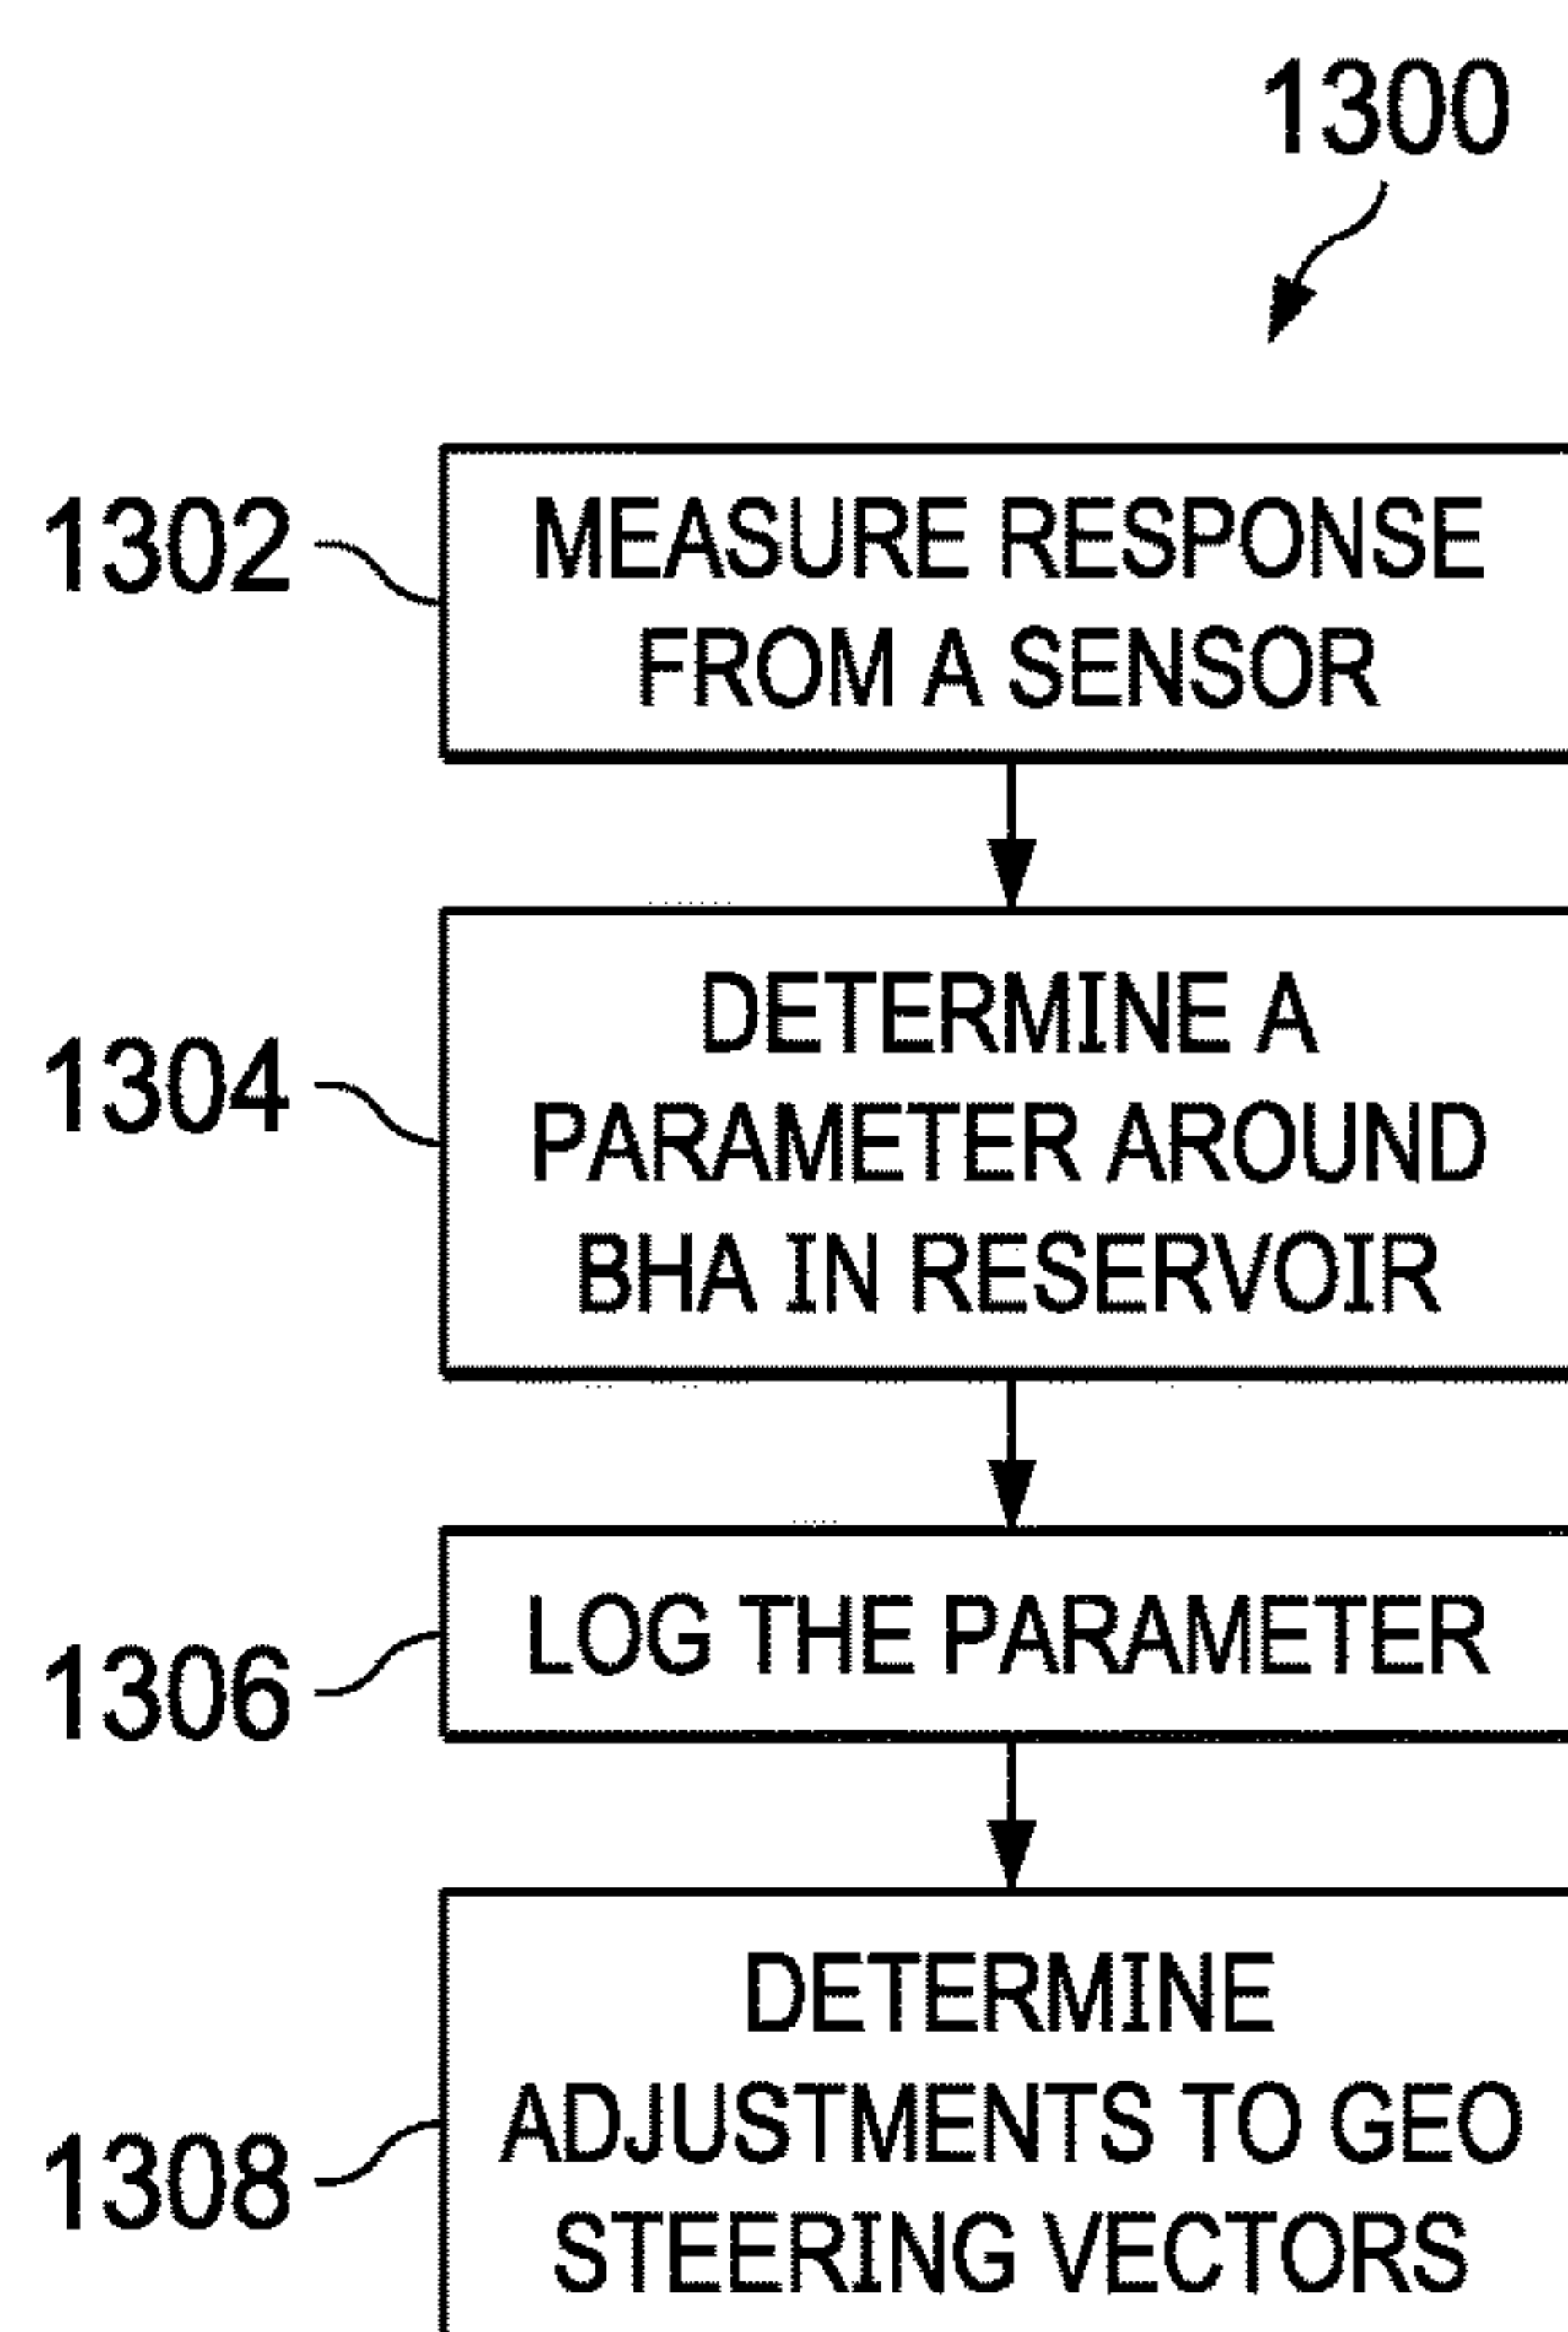 1300
1302
MEASURE RESPONSE
FROM A SENSOR
1304
DETERMINE A
PARAMETER AROUND
BHA IN RESERVOIR
1306
LOG THE PARAMETER
1308
DETERMINE
ADJUSTMENTS TO GEO
STEERING VECTORS